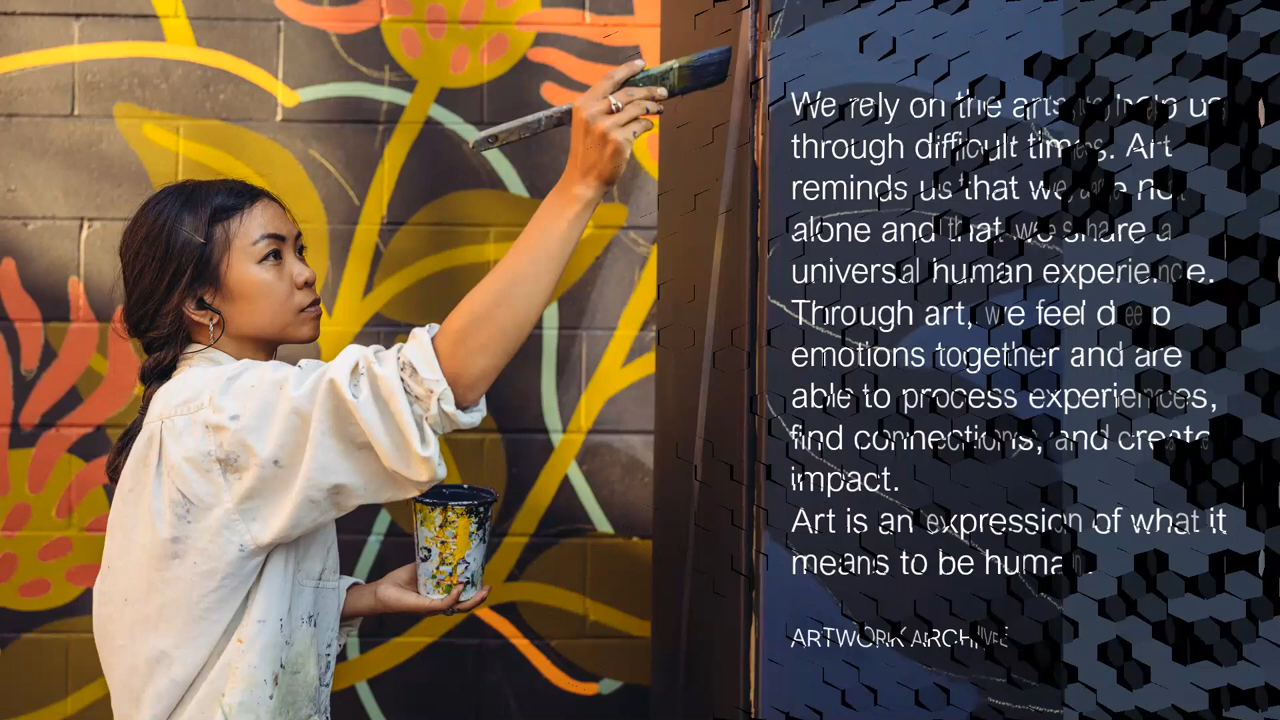 We rely on the arts to help us
through difficult times. Art
reminds us that we are not
alone and that we share a
universal human experience.
Through art, we feel deep
emotions together and are
able to process experiences,
find connections, and create
impact.
Art is an expression of what it
means to be human.
ARTWORK ARCHIVE